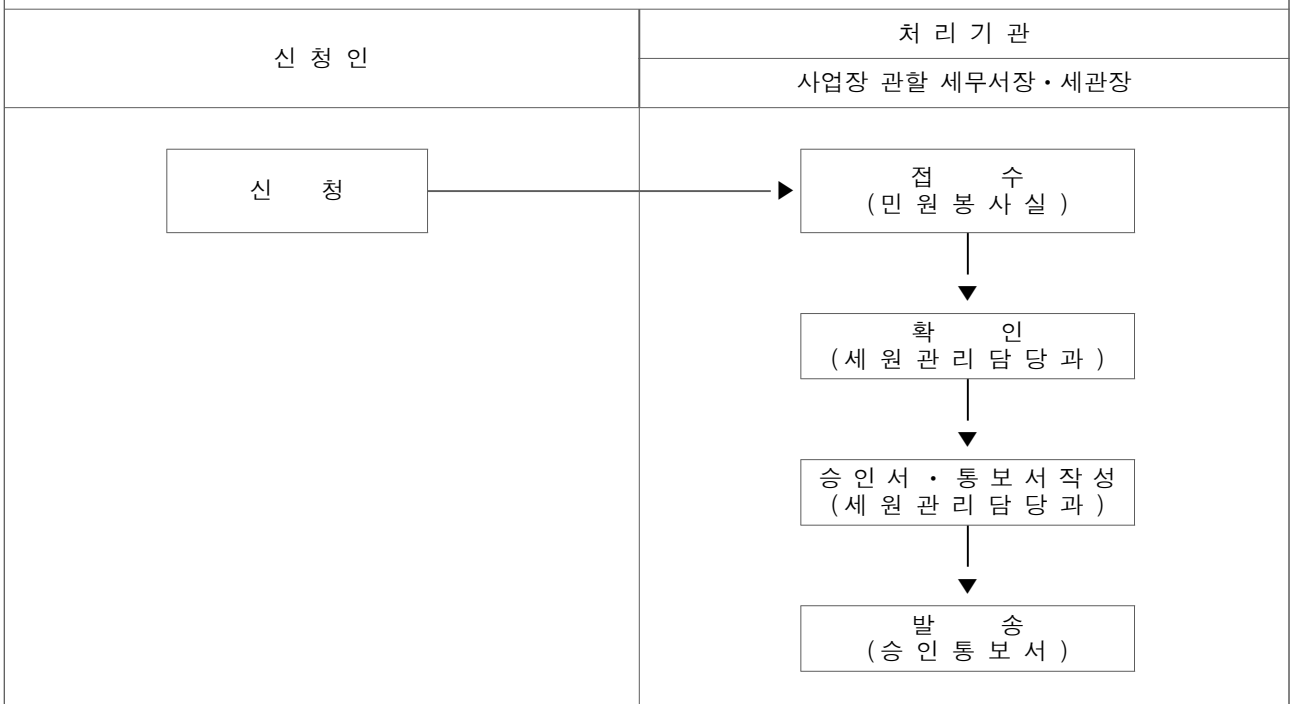 신 청 인
처 리 기 관
사업장 관할 세무서장·세관장
신 청
접 수
(민 원 봉 사 실 )
확 인
(세 원 관 리 담 당 과 )
승 인 서 · 통 보 서 작 성
(세 원 관 리 담 당 과 )
발 송
(승 인 통 보 서 )